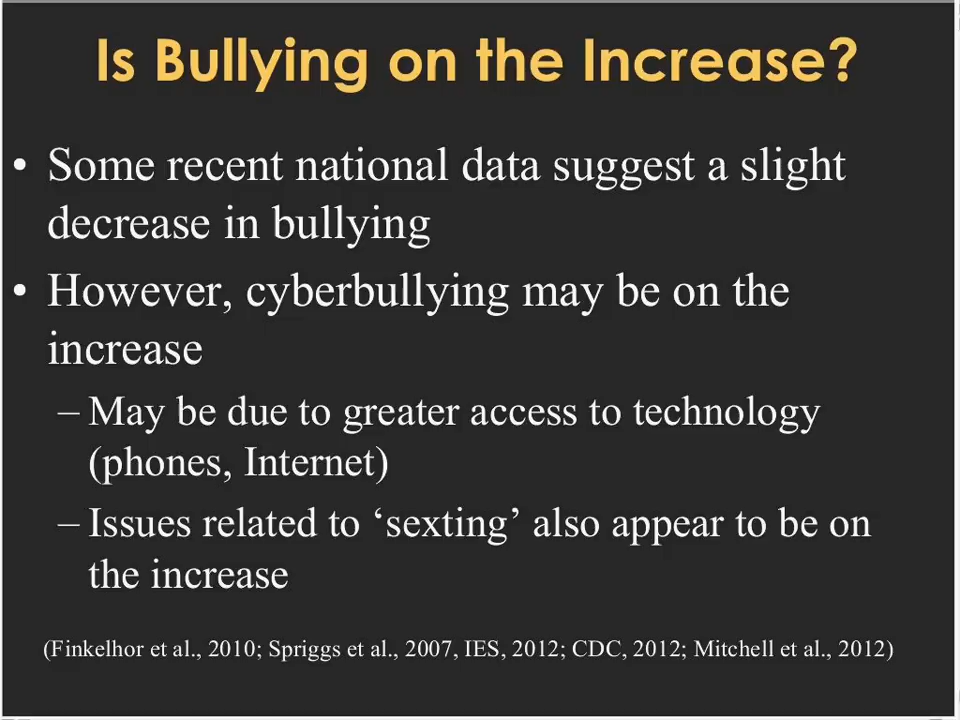 Is Bullying on the Increase?
• Some recent national data suggest a slight
decrease in bullying
• However, cyberbullying may be on the
increase
– May be due to greater access to technology
(phones, Internet)
– Issues related to ‘sexting’ also appear to be on
the increase
(Finkelhor et al., 2010; Spriggs et al., 2007, IES, 2012; CDC, 2012; Mitchell et al., 2012)